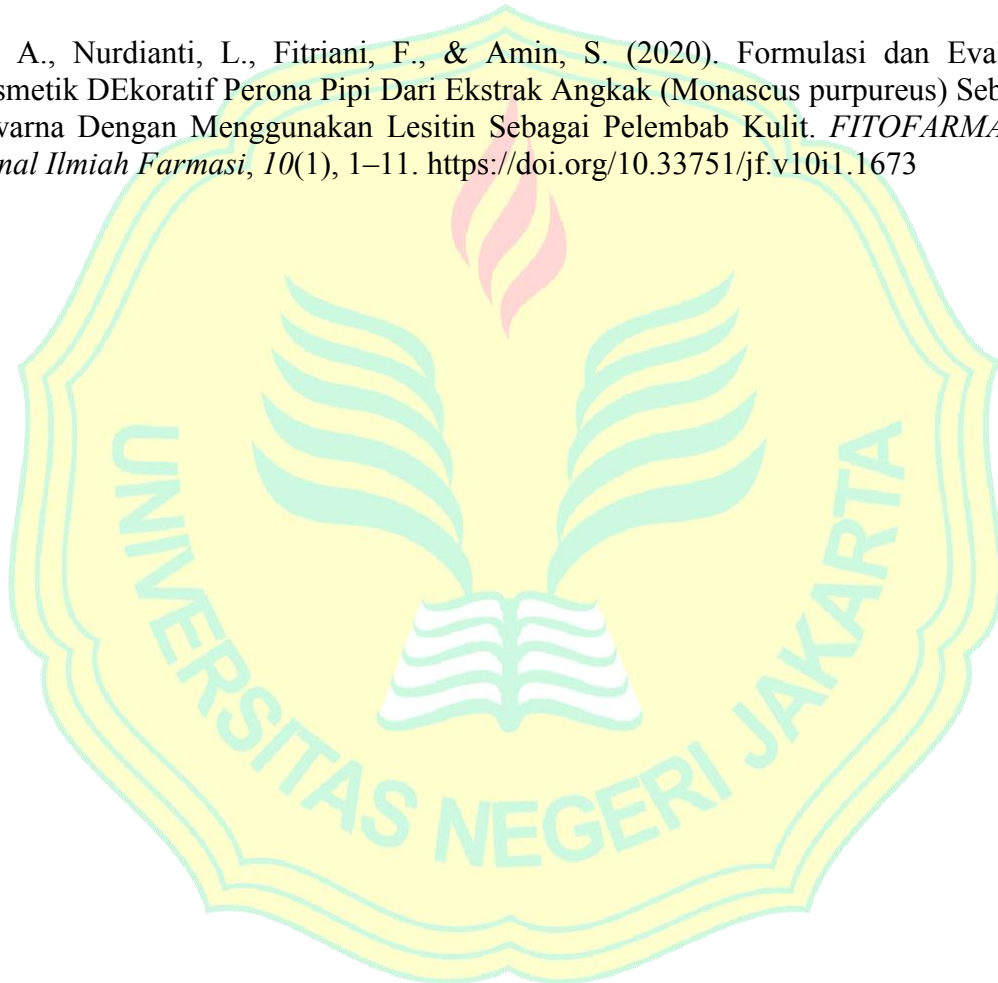 A., Nurdianti, L., Fitriani, F., & Amin, S. (2020). Formulasi dan Eval
smetik DEkoratif Perona Pipi Dari Ekstrak Angkak (Monascus purpureus) Seb
warna Dengan Menggunakan Lesitin Sebagai Pelembab Kulit. FITOFARMA
nal Ilmiah Farmasi, 10(1), 1–11. https://doi.org/10.33751/jf.v10i1.1673
UNIVERSITAS NEGERI JAKARTA